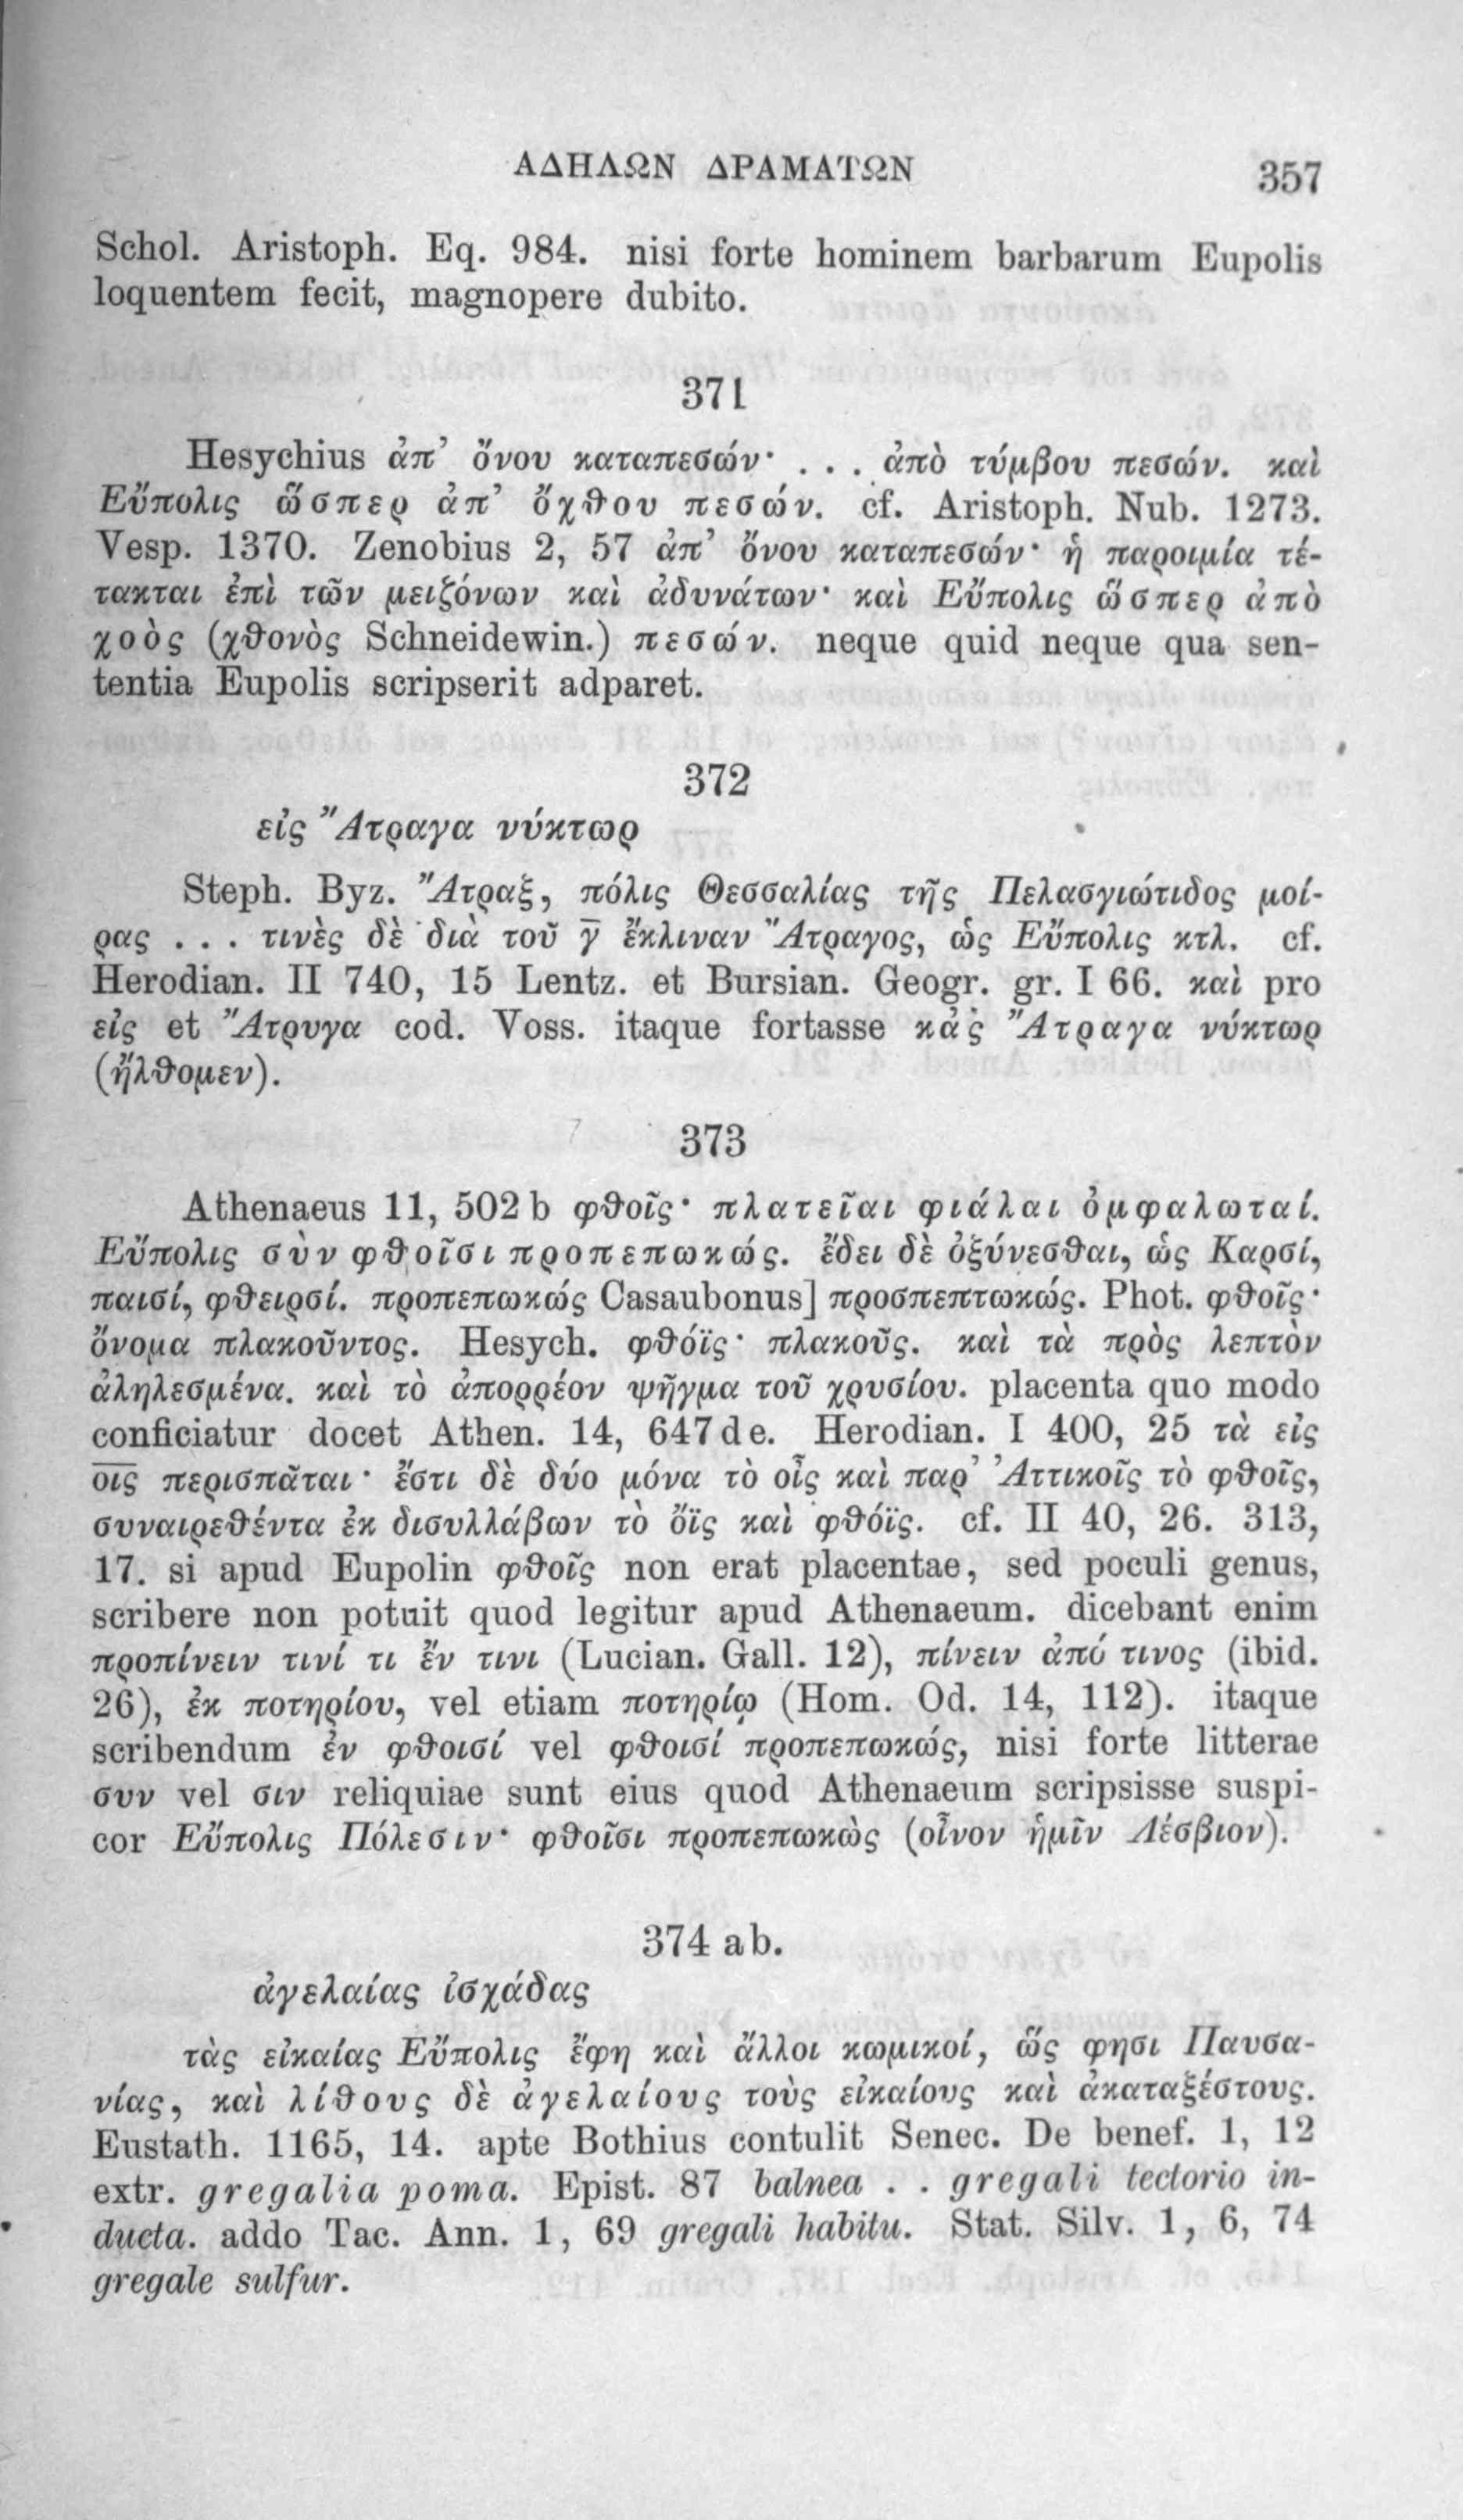 ΑΔΗΛΩΝ ΔΡΑΜΑΤΩΝ 357
Schol. Aristoph. Eq. 984. nisi forte hominem barbarum Eupolis
loquentem fecit, magnopere dubito.
371
Hesychius ἀπ' ὄνου καταπεσών· . . . ἀπὸ τύμβου πεσών. καὶ
Εὔπολις ὥσπερ ἀπ' ὄχθου πεσών. cf. Aristoph. Nub. 1273.
Vesp. 1370. Zenobius 2, 57 ἀπ' ὄνου καταπεσών· ἡ παροιμία τέ-
τακται ἐπὶ τῶν μειζόνων καὶ ἀδυνάτων· καὶ Εὔπολις ὥσπερ ἀπὸ
χοὸς (χθονὸς Schneidewin.) πεσών. neque quid neque qua sen-
tentia Eupolis scripserit adparet.
372
εἰς Ἄτραγα νύκτωρ
Steph. Byz. Ἄτραξ, πόλις Θεσσαλίας τῆς Πελασγιώτιδος μοί-
ρας . . . τινὲς δὲ διὰ τοῦ γ̄ ἔκλιναν Ἄτραγος, ὡς Εὔπολις κτλ. cf.
Herodian. II 740, 15 Lentz. et Bursian. Geogr. gr. I 66. καὶ pro
εἰς et Ἄτρυγα cod. Voss. itaque fortasse κἀς Ἄτραγα νύκτωρ
(ἤλθομεν).
373
Athenaeus 11, 502 b φθοῖς· πλατεῖαι φιάλαι ὀμφαλωταί.
Εὔπολις σὺν φθοῖσι προπεπωκώς. ἔδει δὲ ὀξύνεσθαι, ὡς Καρσί,
παισί, φθειρσί. προπεπωκώς Casaubonus] προσπεπτωκώς. Phot. φθοῖς·
ὄνομα πλακοῦντος. Hesych. φθόϊς· πλακοῦς. καὶ τὰ πρὸς λεπτὸν
ἀληλεσμένα. καὶ τὸ ἀπορρέον ψῆγμα τοῦ χρυσίου. placenta quo modo
conficiatur docet Athen. 14, 647 d e. Herodian. I 400, 25 τὰ εἰς
οις περισπᾶται· ἔστι δὲ δύο μόνα τὸ οἶς καὶ παρ' Ἀττικοῖς τὸ φθοῖς,
συναιρεθέντα ἐκ δισυλλάβων τὸ ὄϊς καὶ φθόϊς. cf. II 40, 26. 313,
17. si apud Eupolin φθοῖς non erat placentae, sed poculi genus,
scribere non potuit quod legitur apud Athenaeum. dicebant enim
προπίνειν τινί τι ἔν τινι (Lucian. Gall. 12), πίνειν ἀπό τινος (ibid.
26), ἐκ ποτηρίου, vel etiam ποτηρίῳ (Hom. Od. 14, 112). itaque
scribendum ἐν φθοισί vel φθοισί προπεπωκώς, nisi forte litterae
συν vel σιν reliquiae sunt eius quod Athenaeum scripsisse suspi-
cor Εὔπολις Πόλεσιν· φθοῖσι προπεπωκὼς (οἶνον ἡμῖν Λέσβιον).
374 ab.
ἀγελαίας ἰσχάδας
τὰς εἰκαίας Εὔπολις ἔφη καὶ ἄλλοι κωμικοί, ὥς φησι Παυσα-
νίας, καὶ λίθους δὲ ἀγελαίους τοὺς εἰκαίους καὶ ἀκαταξέστους.
Eustath. 1165, 14. apte Bothius contulit Senec. De benef. 1, 12
extr. gregalia poma. Epist. 87 balnea . . gregali tectorio in-
ducta. addo Tac. Ann. 1, 69 gregali habitu. Stat. Silv. 1, 6, 74
gregale sulfur.